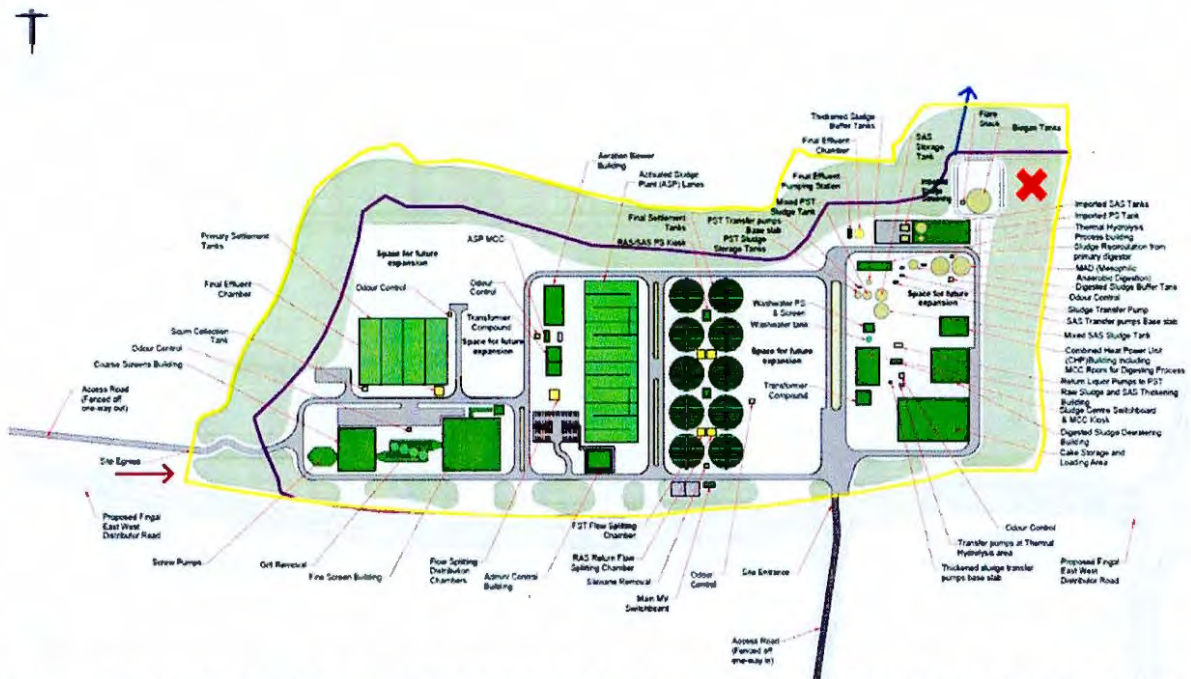 Thickened Sludge
Buffer Tanks
Final Effluent
Chamber
SAS
Storage
Tank
Flare
Stack
Biogas Tanks
Aeration Blower
Building
Activated Sludge
Plant (ASP) Lanes
Final Effluent
Pumping Station
Mixed PST
Sludge Tank
Final Settlement
Tanks
PST Transfer pumps
Base slab
RAS/SAS PS Kiosk
PST Sludge
Storage Tanks
Imported
Sludge
Imported SAS Tanks
Imported PS Tank
Thermal Hydrolysis
Process building
Sludge Recirculation from
primary digester
MAD (Mesophilic
Anaerobic Digestion)
Digested Sludge Buffer Tank
Odour Control
Sludge Transfer Pump
SAS Transfer pumps Base slab
Mixed SAS Sludge Tank
Combined Heat Power Unit
(CHP)Building including
MCC Room for Digesting Process
Return Liquor Pumps to PST
Raw Sludge and SAS Thickening
Building
Sludge Centre Switchboard
& MCC Kiosk
Digested Sludge Dewatering
Building
Cake Storage and
Loading Area
Primary Settlement
Tanks
ASP MCC
Space for future
expansion
Final Effluent
Chamber
Odour Control
Odour
Control
Transformer
Compound
Space for future
expansion
Scum Collection
Tank
Odour Control
Coarse Screens Building
Washwater PS
& Screen
Washwater tank
Space for future
expansion
Space for future
expansion
Transformer
Compound
Access Road
(Fenced off
one-way out)
Site Egress
Proposed Fingal
East West
Distributor Road
Screw Pumps
Grit Removal
Fine Screen Building
Flow Splitting
Distribution
Chambers
Admin/ Control
Building
FST Flow Splitting
Chamber
RAS Return Flow
Splitting Chamber
Siloxane Removal
Main MV
Switchboard
Odour
Control
Site Entrance
Odour Control
Transfer pumps at Thermal
Hydrolysis area
Thickened sludge transfer
pumps base slab
Proposed Fingal
East West
Distributor Road
Access Road
(Fenced off
one-way in)